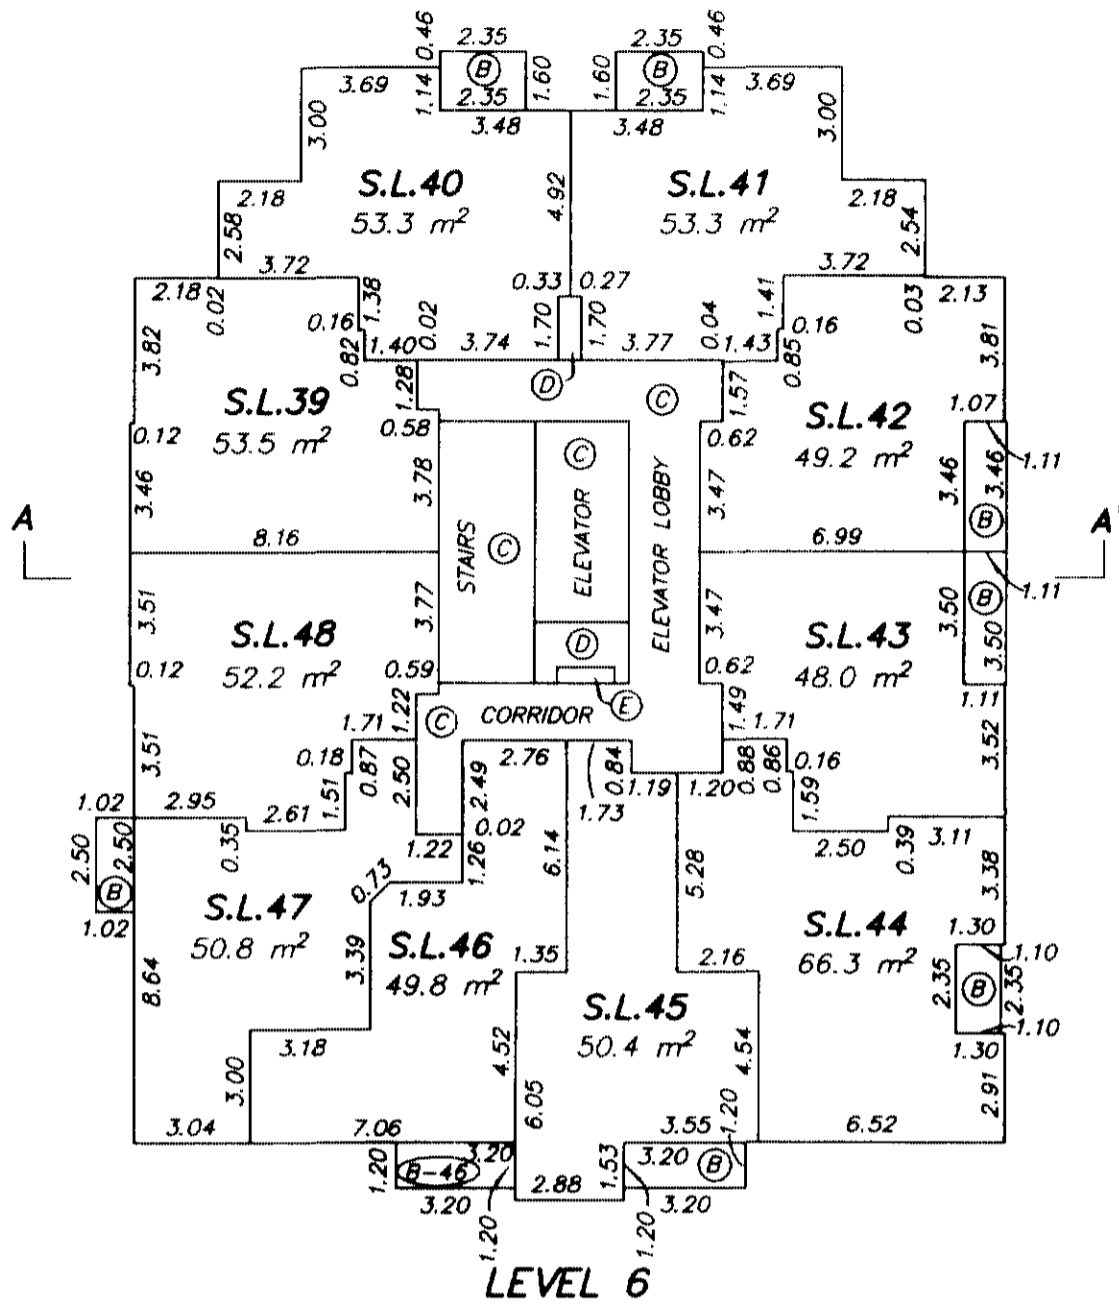 0.46 2.35 2.35 0.46
3.69 1.14 B 1.60 1.60 B 1.14 3.69
2.35 2.35
3.00 3.48 3.48 3.00
S.L.40 S.L.41
2.18 53.3 m² 4.92 53.3 m² 2.18
2.58 2.54
3.72 3.72
2.18 0.02 1.38 0.33 0.27 1.41 0.03 2.13
3.82 0.16 0.02 1.70 1.70 0.04 0.16 3.81
0.82 1.40 3.74 3.77 1.43 0.85
1.28 D C 1.57
S.L.39 S.L.42 1.07
0.12 53.5 m² 0.58 0.62 49.2 m² 1.11
3.46 3.78 C 3.47 3.46 3.46
A STAIRS C ELEVATOR ELEVATOR LOBBY B A'
8.16 6.99
1.11
3.51 3.77 3.47 3.50 B
S.L.48 D S.L.43 3.50
0.12 52.2 m² 0.59 0.62 48.0 m²
1.22 C CORRIDOR E 1.49 1.11
1.71 1.71
3.51 0.18 0.87 2.50 2.76 0.84 0.88 0.86 0.16 3.52
1.51 2.49 1.73 1.19 1.20 1.59
1.02 2.95 2.61 0.02 3.11
2.50 2.50 0.35 1.22 1.26 6.14 5.28 2.50 0.39 3.38
B 0.73 1.93
1.02 S.L.47 S.L.46 S.L.44 1.30
50.8 m² 49.8 m² 1.35 2.16 66.3 m² 1.10
8.64 3.39 2.35 B 2.35
S.L.45 1.10
3.18 4.52 50.4 m² 4.54 1.30
3.00 6.05 2.91
3.04 7.06 3.55 1.20 6.52
1.20 B-46 3.20 1.53 3.20 B
3.20 1.20 2.88 1.20 3.20
LEVEL 6